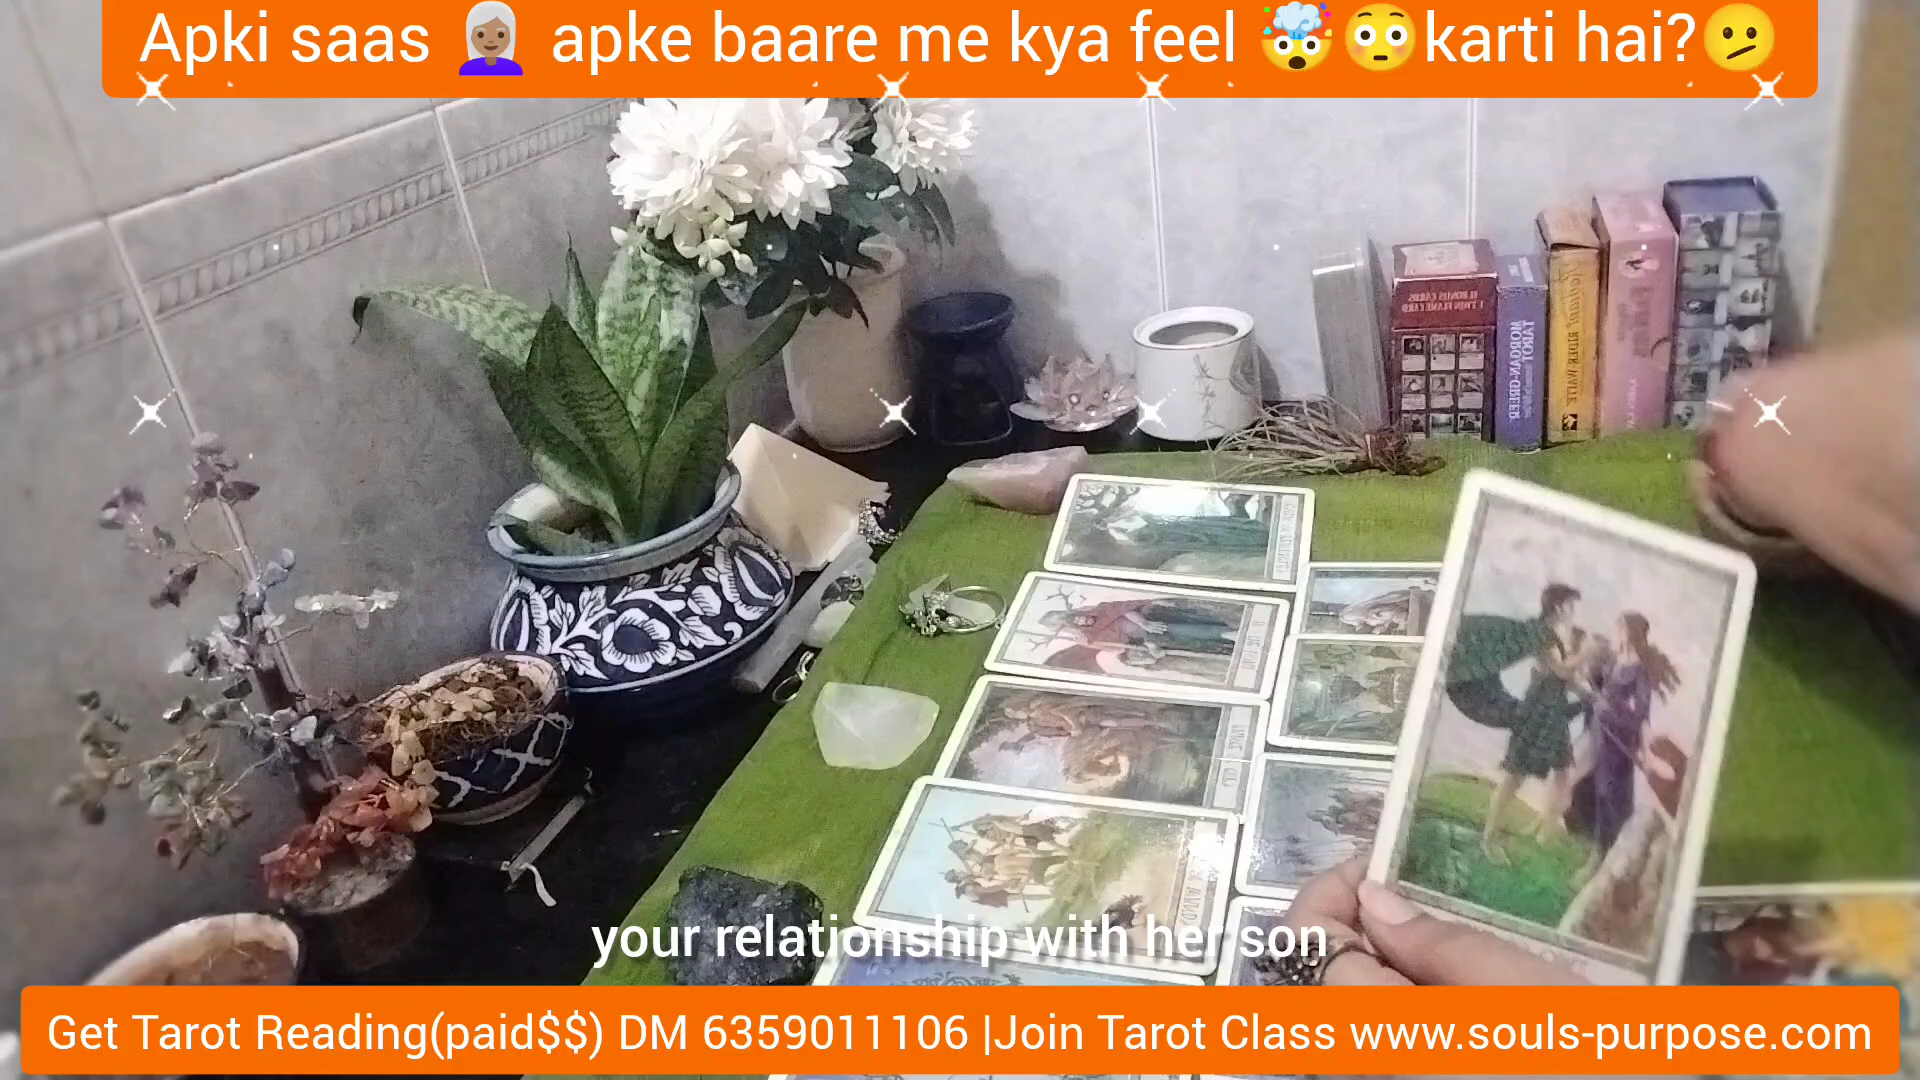 Apki saas 👩🏽‍🦳 apke baare me kya feel 🤯😳karti hai?🫤
your relationship with her son
Get Tarot Reading(paid$$) DM 6359011106 |Join Tarot Class www.souls-purpose.com